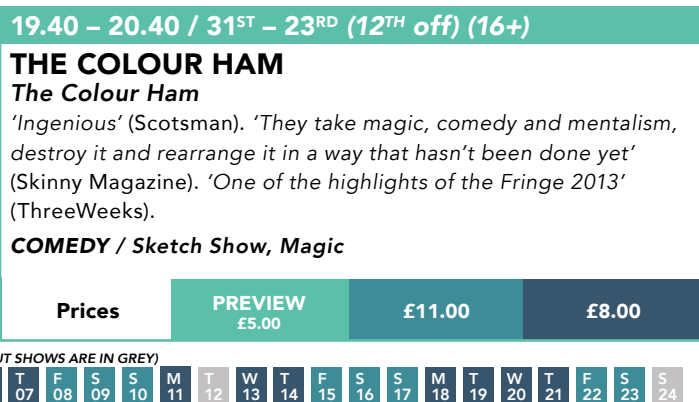 19.40 – 20.40 / 31ST – 23RD (12TH off) (16+)
THE COLOUR HAM
The Colour Ham
'Ingenious' (Scotsman). 'They take magic, comedy and mentalism,
destroy it and rearrange it in a way that hasn't been done yet'
(Skinny Magazine). 'One of the highlights of the Fringe 2013'
(ThreeWeeks).
COMEDY / Sketch Show, Magic
Prices PREVIEW £11.00 £8.00
£5.00
SHOWS ARE IN GREY)
T F S S M T W T F S S M T W T F S S
07 08 09 10 11 12 13 14 15 16 17 18 19 20 21 22 23 24